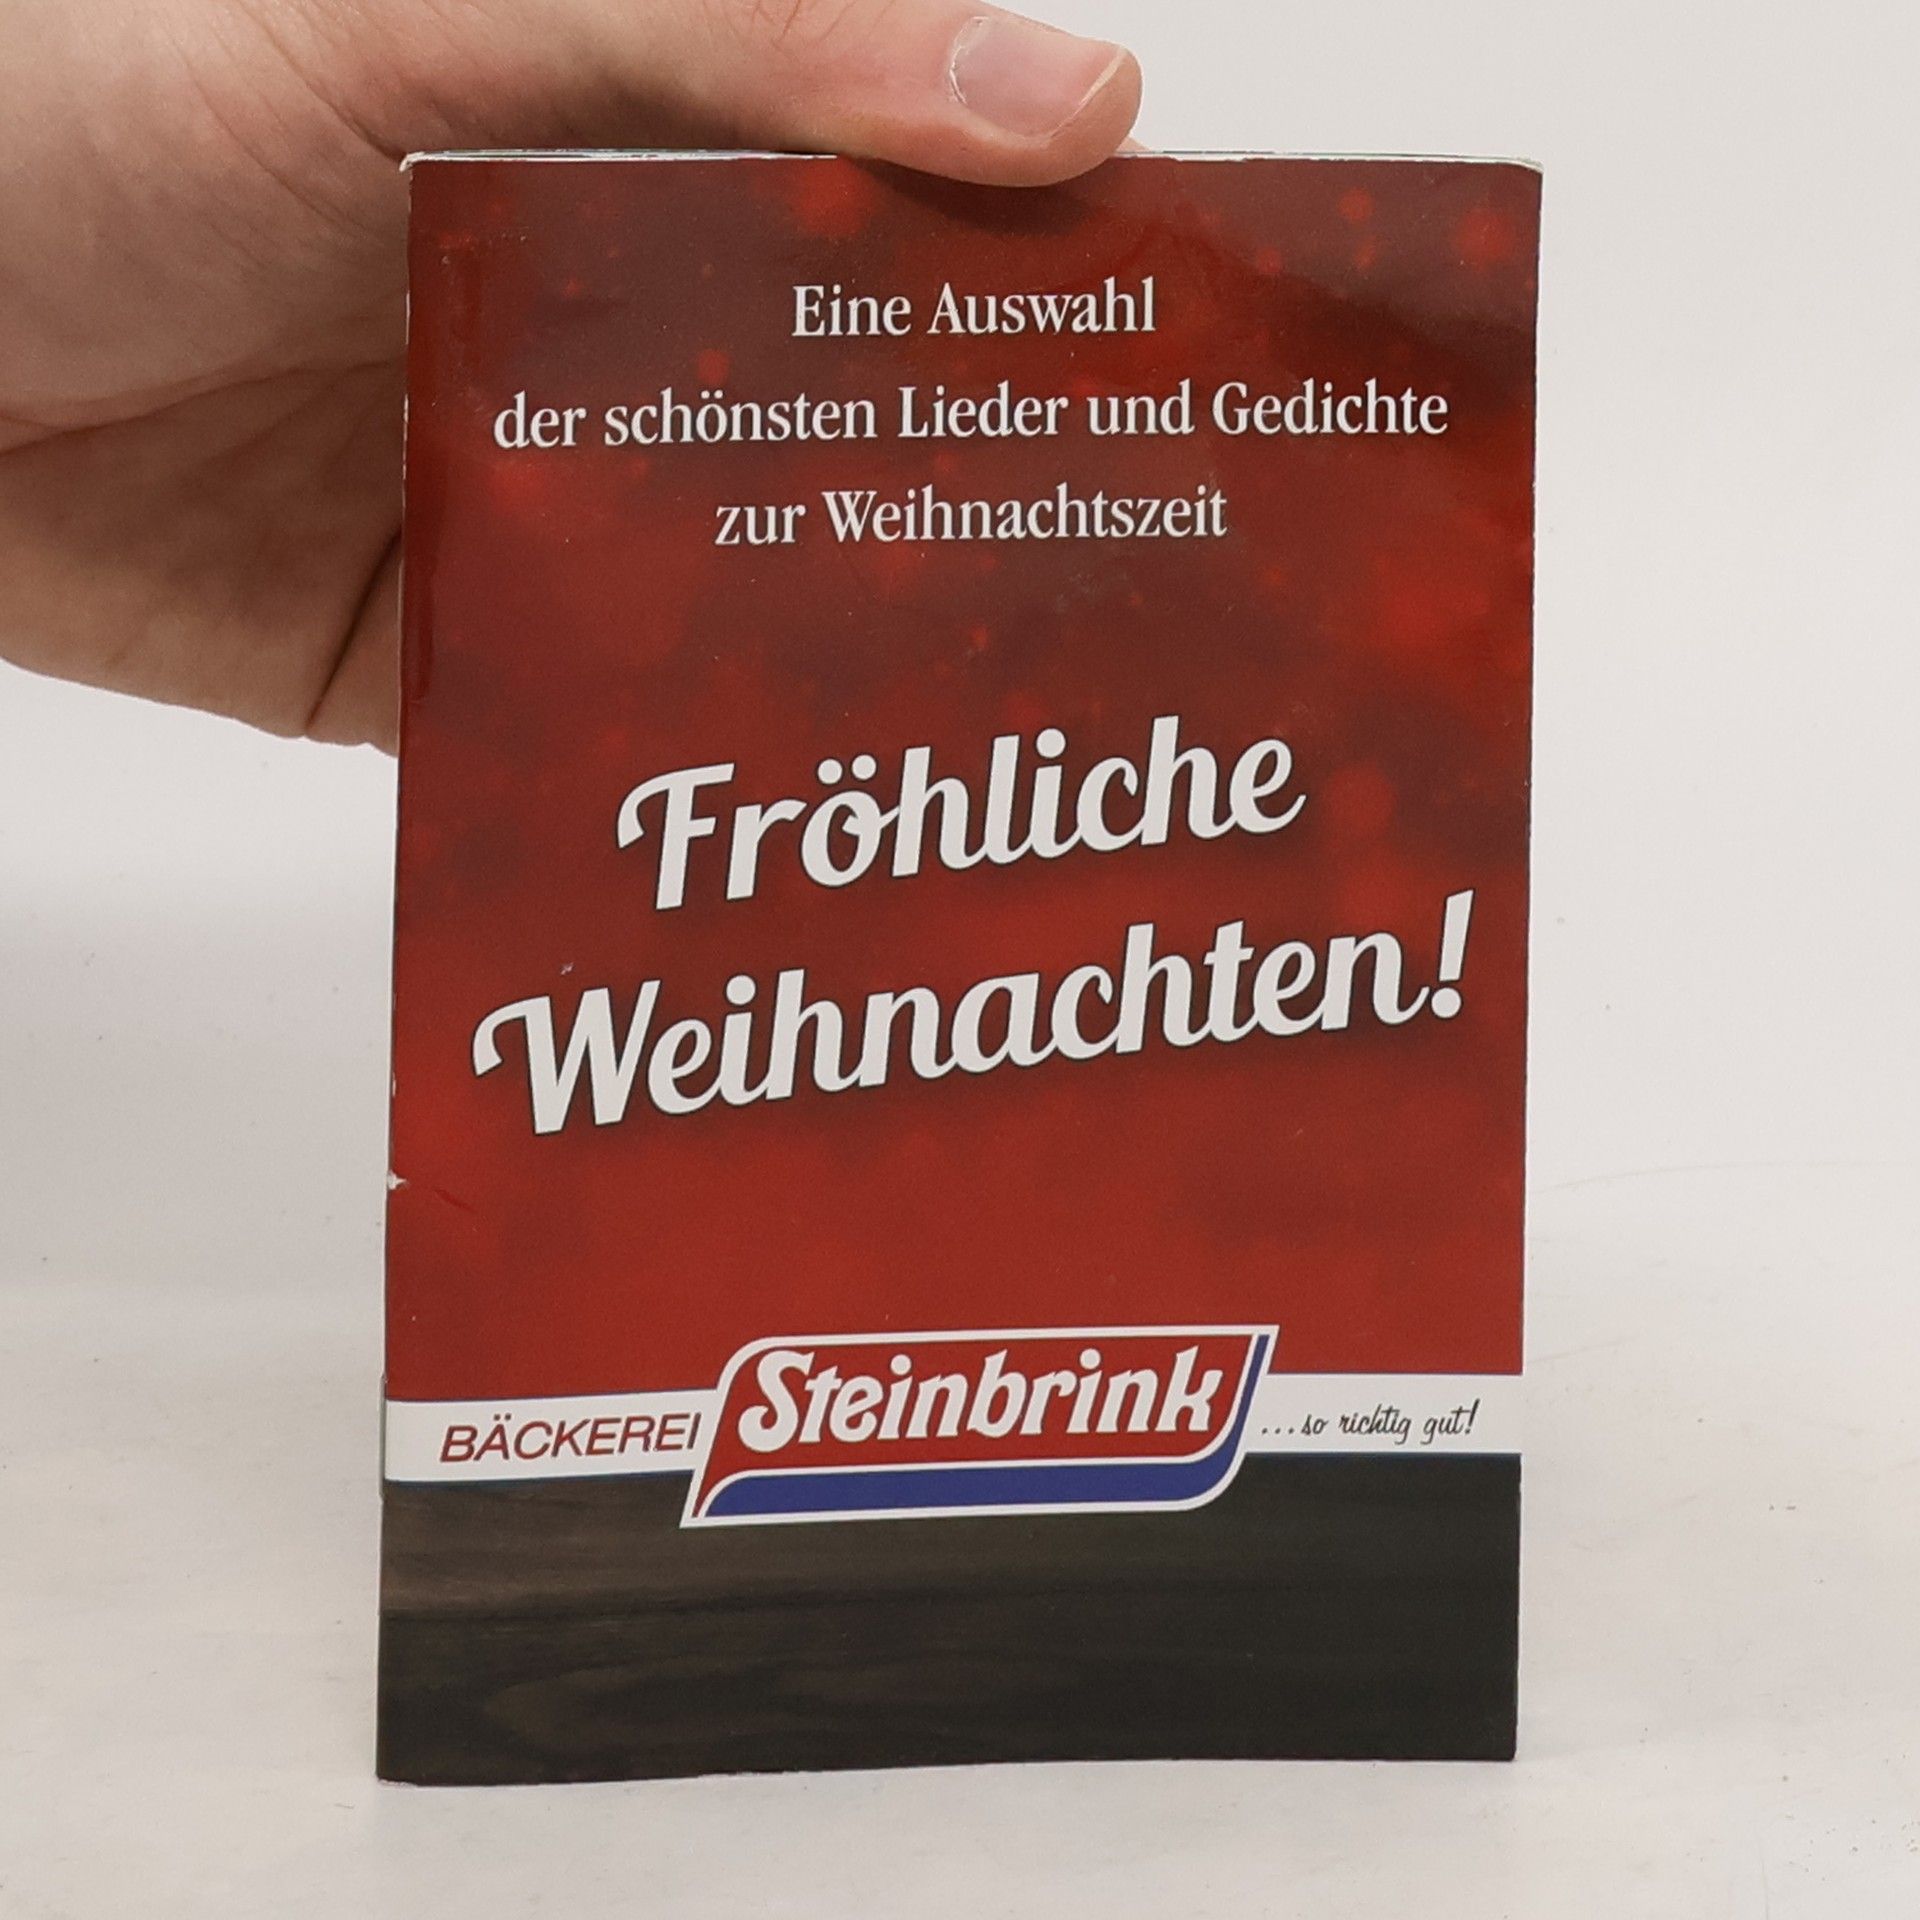 Eine Auswahl
der schönsten Lieder und Gedichte
zur Weihnachtszeit
Fröhliche
Weihnachten!
BÄCKEREI Steinbrink ...so richtig gut!